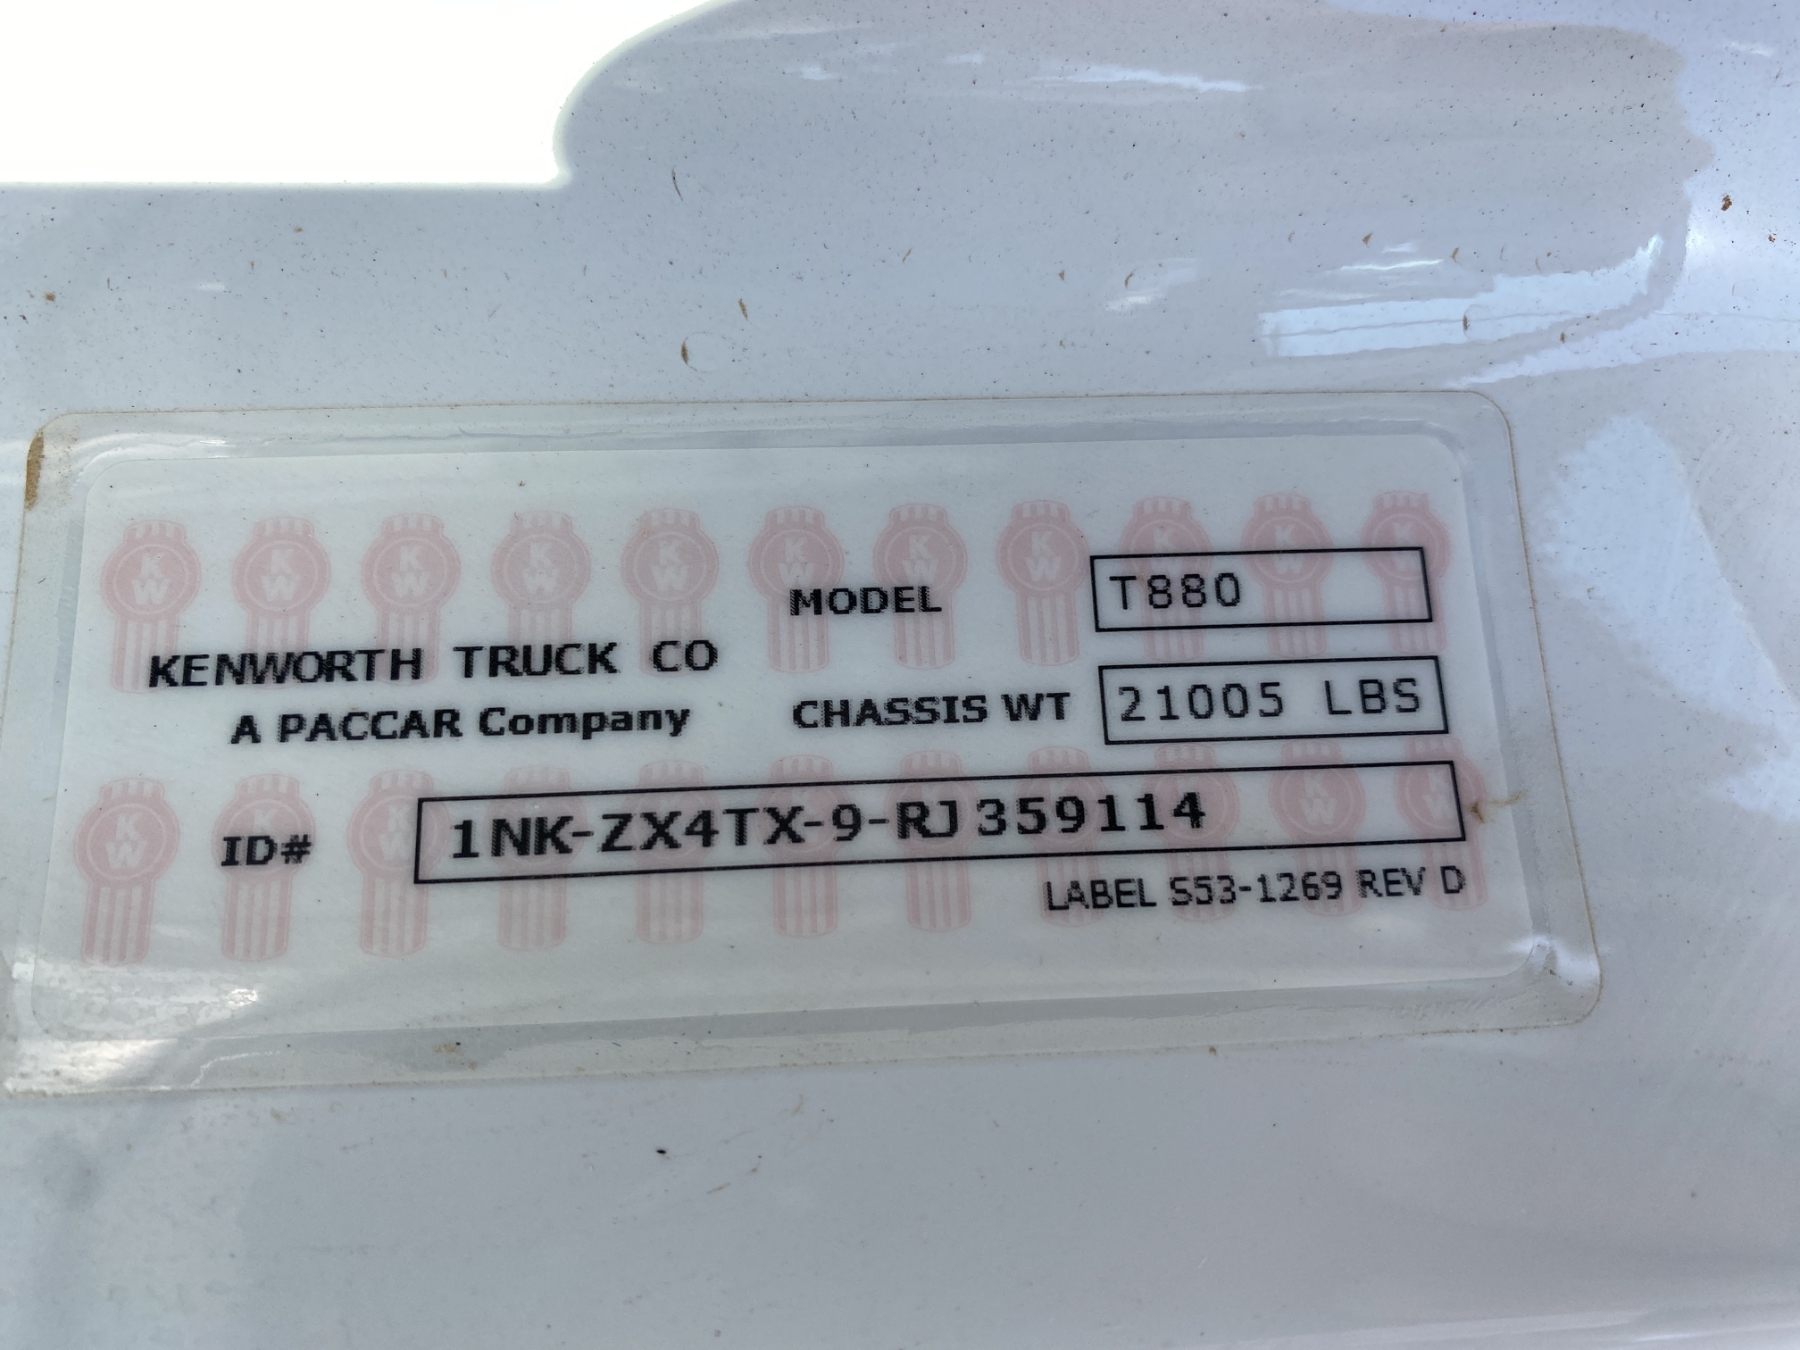 MODEL T880
KENWORTH TRUCK CO
A PACCAR Company
CHASSIS WT 21005 LBS
ID# 1NK-ZX4TX-9-RJ359114
LABEL S53-1269 REV D